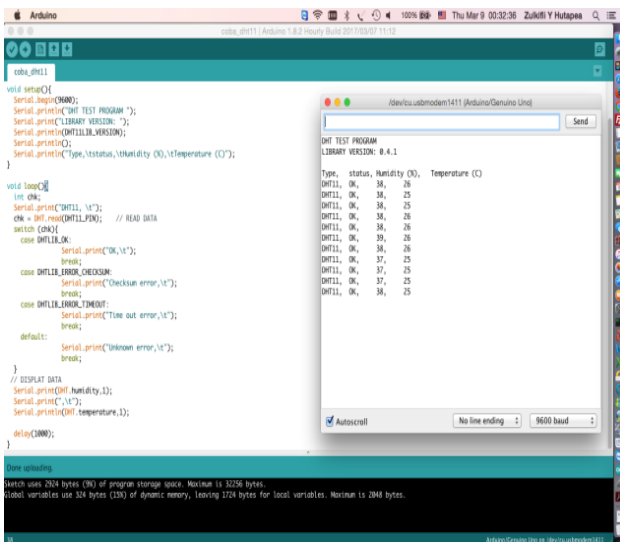 Arduino
100% Thu Mar 9 00:32:36 Zulkifli Y Hutapea
coba_dht11 | Arduino 1.8.2 Hourly Build 2017/03/07 11:12
coba_dht11
void setup(){
Serial.begin(9600);
Serial.println("DHT TEST PROGRAM ");
Serial.print("LIBRARY VERSION: ");
Serial.println(DHT11LIB_VERSION);
Serial.println();
Serial.println("Type,\tstatus,\tHumidity (%),\tTemperature (C)");
}
void loop(){
int chk;
Serial.print("DHT11, \t");
chk = DHT.read(DHT11_PIN); // READ DATA
switch (chk){
case DHTLIB_OK:
Serial.print("OK,\t");
break;
case DHTLIB_ERROR_CHECKSUM:
Serial.print("Checksum error,\t");
break;
case DHTLIB_ERROR_TIMEOUT:
Serial.print("Time out error,\t");
break;
default:
Serial.print("Unknown error,\t");
break;
}
// DISPLAT DATA
Serial.print(DHT.humidity,1);
Serial.print(",\t");
Serial.println(DHT.temperature,1);
delay(1000);
}
/dev/cu.usbmodem1411 (Arduino/Genuino Uno)
Send
DHT TEST PROGRAM
LIBRARY VERSION: 0.4.1
Type, status, Humidity (%), Temperature (C)
DHT11, OK, 38, 26
DHT11, OK, 38, 25
DHT11, OK, 38, 25
DHT11, OK, 38, 26
DHT11, OK, 38, 26
DHT11, OK, 39, 26
DHT11, OK, 38, 26
DHT11, OK, 37, 25
DHT11, OK, 37, 25
DHT11, OK, 37, 25
DHT11, OK, 38, 25
Autoscroll
No line ending
9600 baud
Done uploading.
Sketch uses 2924 bytes (9%) of program storage space. Maximum is 32256 bytes.
Global variables use 324 bytes (15%) of dynamic memory, leaving 1724 bytes for local variables. Maximum is 2048 bytes.
Arduino/Genuino Uno on /dev/cu.usbmodem1411